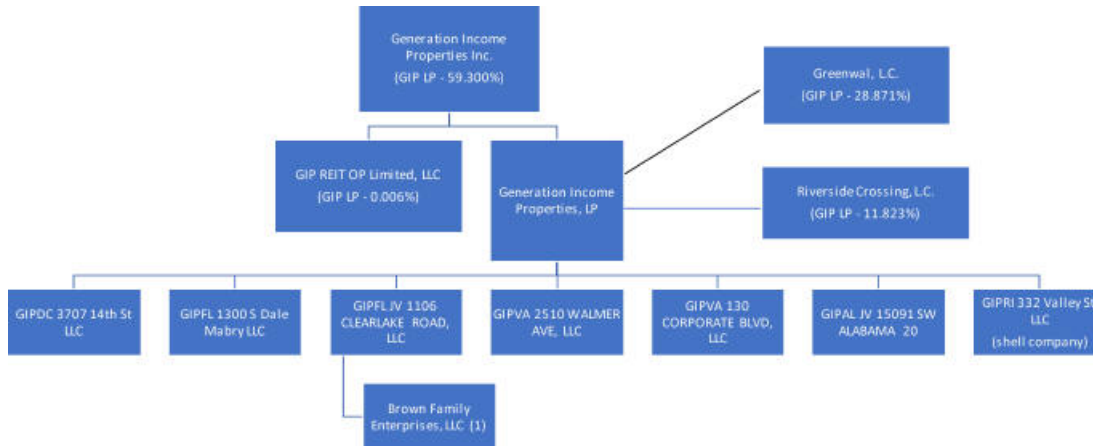 Generation Income
Properties Inc.
(GIP LP - 59.300%)
Greenwal, L.C.
(GIP LP - 28.871%)
GIP REIT OP Limited, LLC
(GIP LP - 0.006%)
Generation Income
Properties, LP
Riverside Crossing, L.C.
(GIP LP - 11.823%)
GIPDC 3707 14th St
LLC
GIPFL 1300 S Dale
Mabry LLC
GIPFL JV 1106
CLEARLAKE ROAD,
LLC
GIPVA 2510 WALMER
AVE, LLC
GIPVA 130
CORPORATE BLVD,
LLC
GIPAL JV 15091 SW
ALABAMA 20
GIPRI 332 Valley St
LLC
(shell company)
Brown Family
Enterprises, LLC (1)